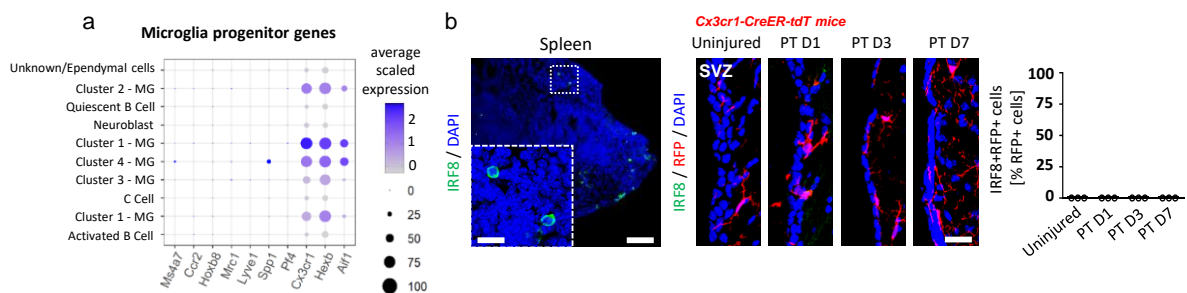 a
Microglia progenitor genes
Unknown/Ependymal cells
Cluster 2 - MG
Quiescent B Cell
Neuroblast
Cluster 1 - MG
Cluster 4 - MG
Cluster 3 - MG
C Cell
Cluster 1 - MG
Activated B Cell
Ms4a7
Ccr2
Hoxb8
Mrc1
Lyve1
Spp1
Pf4
Cx3cr1
Hexb
Aif1
average
scaled
expression
2
1
0
0
25
50
75
100
b
Spleen
IRF8 / DAPI
Cx3cr1-CreER-tdT mice
Uninjured
PT D1
PT D3
PT D7
SVZ
IRF8 / RFP / DAPI
IRF8+RFP+ cells
[% RFP+ cells]
100
75
50
25
0
Uninjured
PT D1
PT D3
PT D7